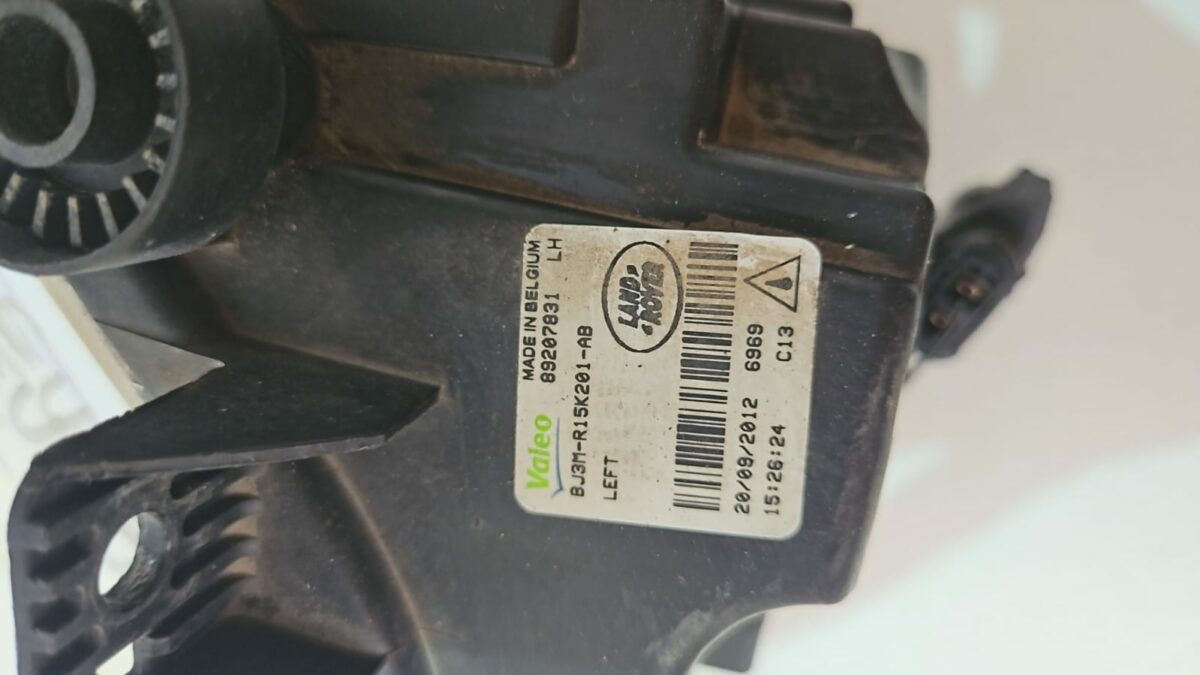 Valeo MADE IN BELGIUM
89207831 LH
BJ3M-R15K201-AB
LEFT
LAND
ROVER
20/09/2012 6969
15:26:24 C13